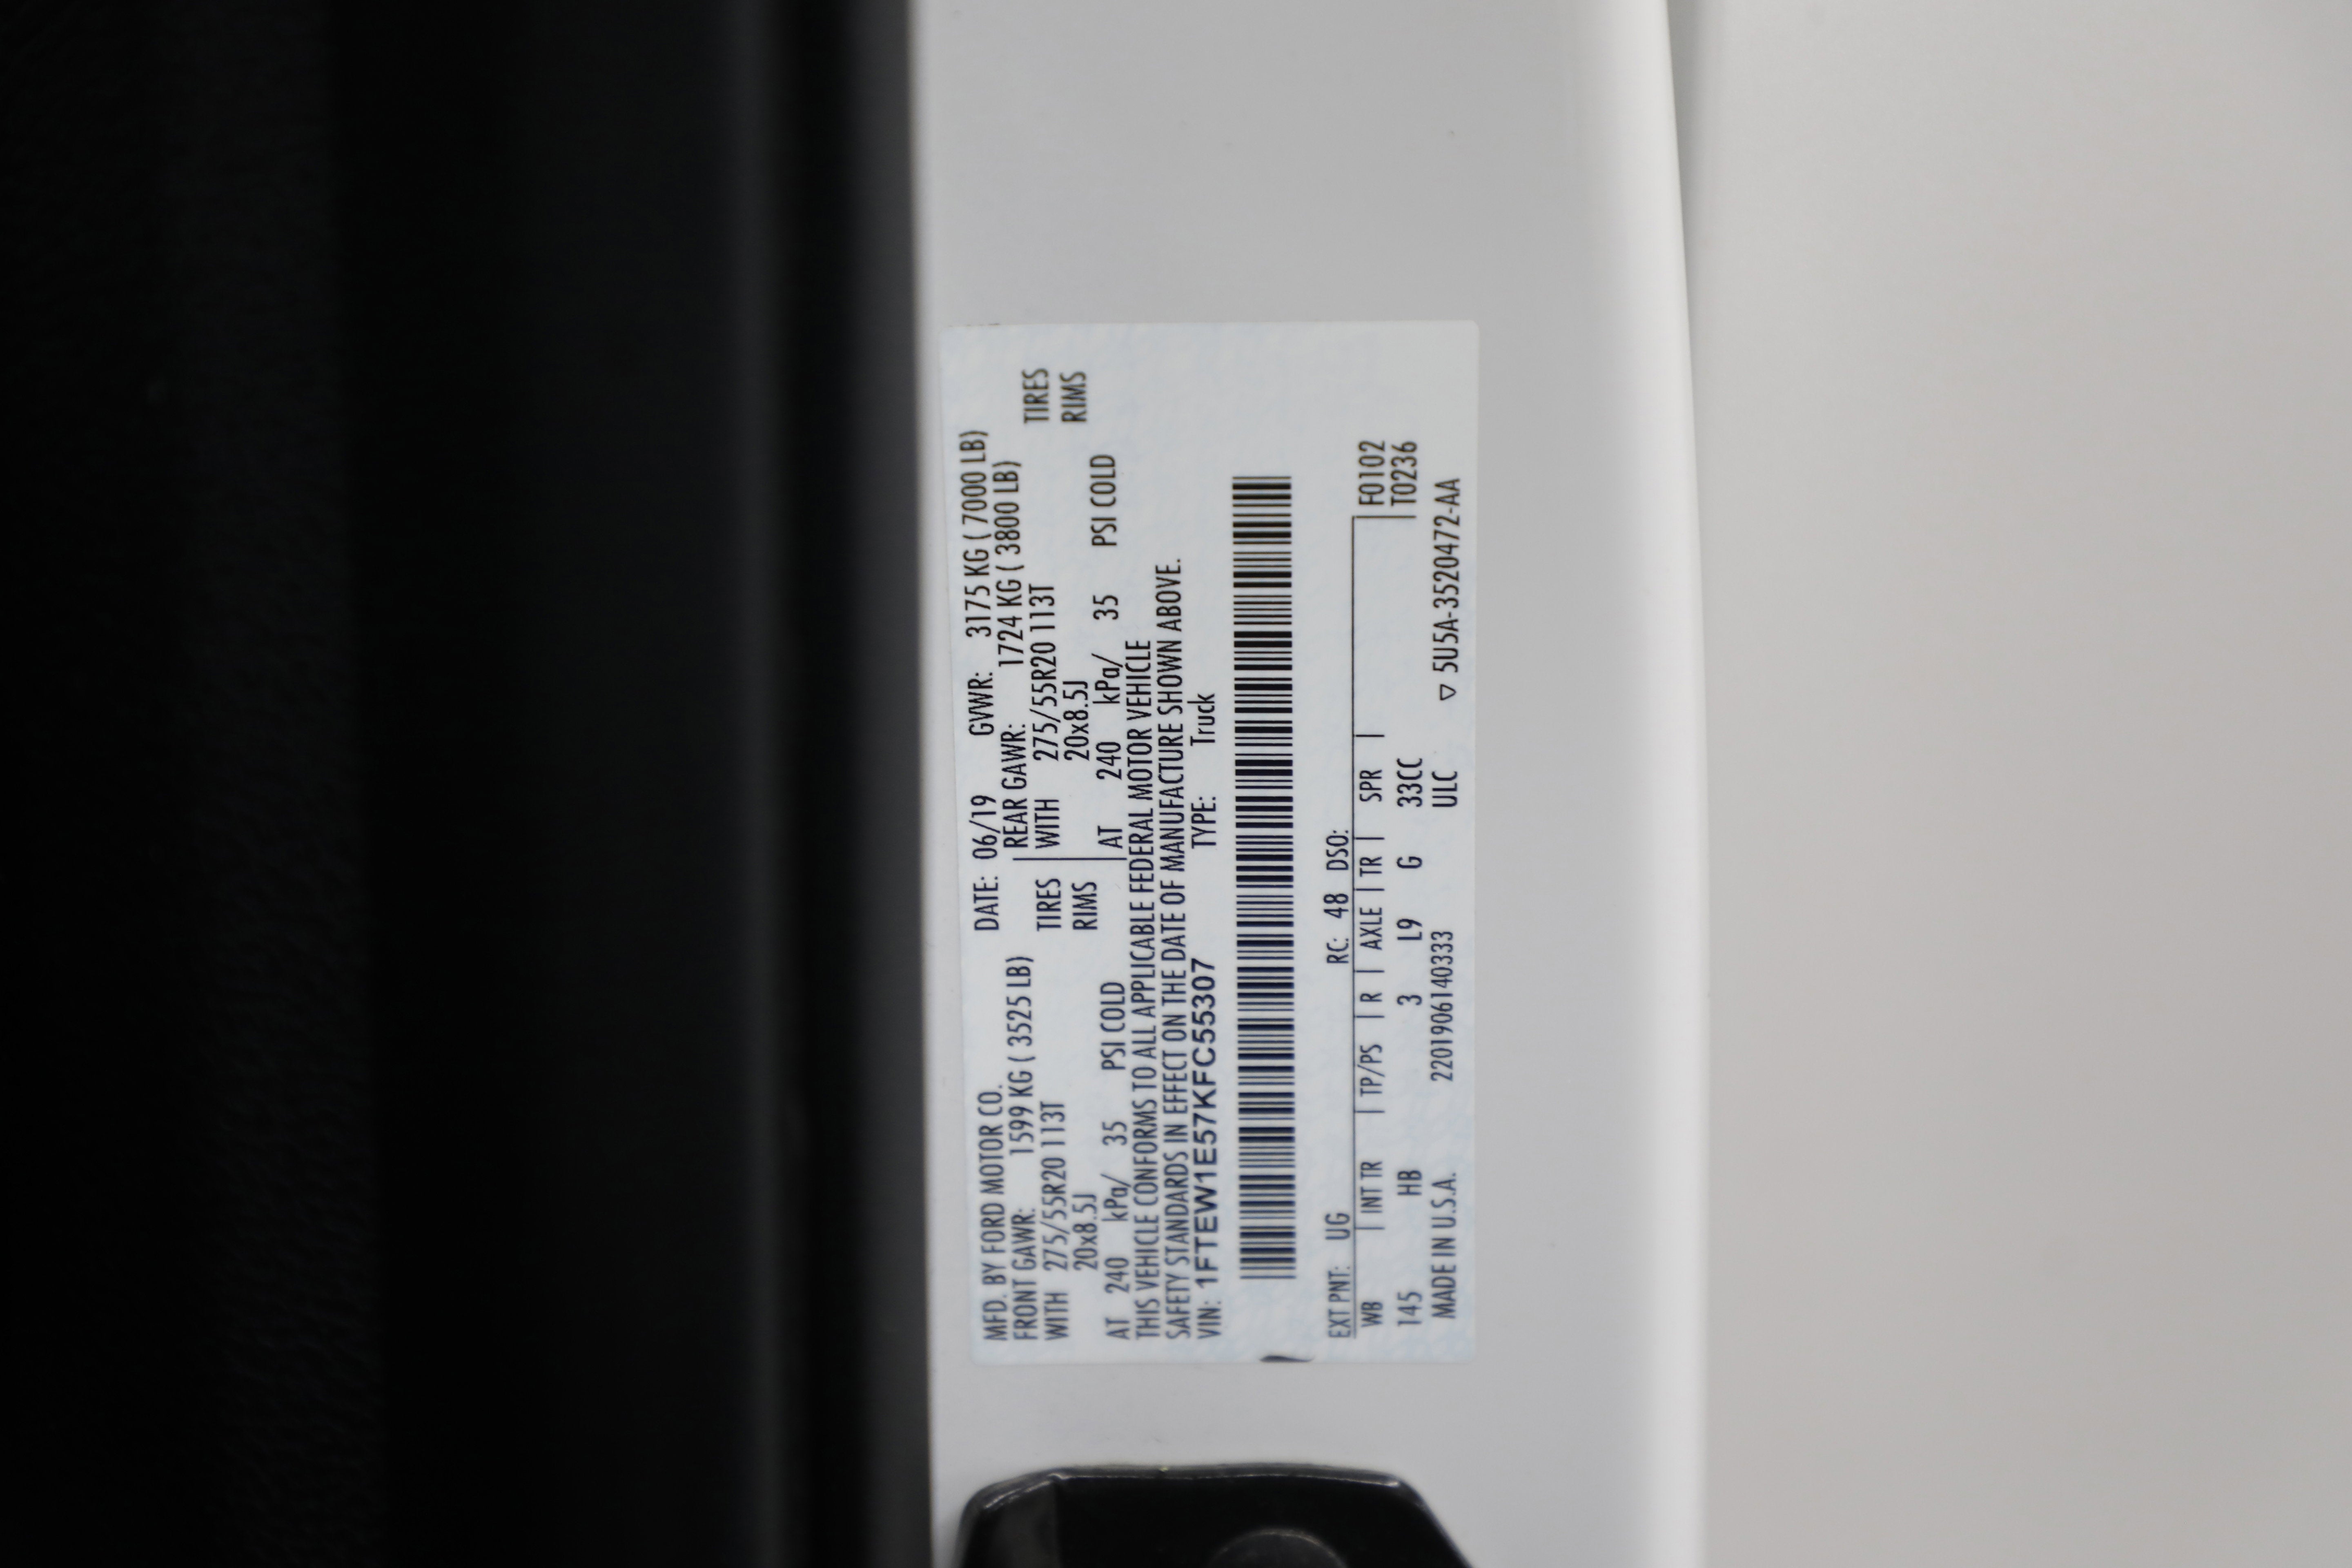 MFD. BY FORD MOTOR CO. DATE: 06/19 GVWR: 3175 KG ( 7000 LB)
FRONT GAWR: 1599 KG ( 3525 LB) REAR GAWR: 1724 KG ( 3800 LB)
WITH 275/55R20 113T TIRES WITH 275/55R20 113T TIRES
20x8.5J RIMS 20x8.5J RIMS
AT 240 kPa/ 35 PSI COLD AT 240 kPa/ 35 PSI COLD
THIS VEHICLE CONFORMS TO ALL APPLICABLE FEDERAL MOTOR VEHICLE
SAFETY STANDARDS IN EFFECT ON THE DATE OF MANUFACTURE SHOWN ABOVE.
VIN: 1FTEW1E57KFC55307 TYPE: Truck
EXT PNT: UG RC: 48 DSO:
WB | INT TR | TP/PS | R | AXLE | TR | SPR | F0102
145 HB 3 L9 G 33CC T0236
MADE IN U.S.A. 220190614033​3 ULC ▽ 5U5A-3520472-AA